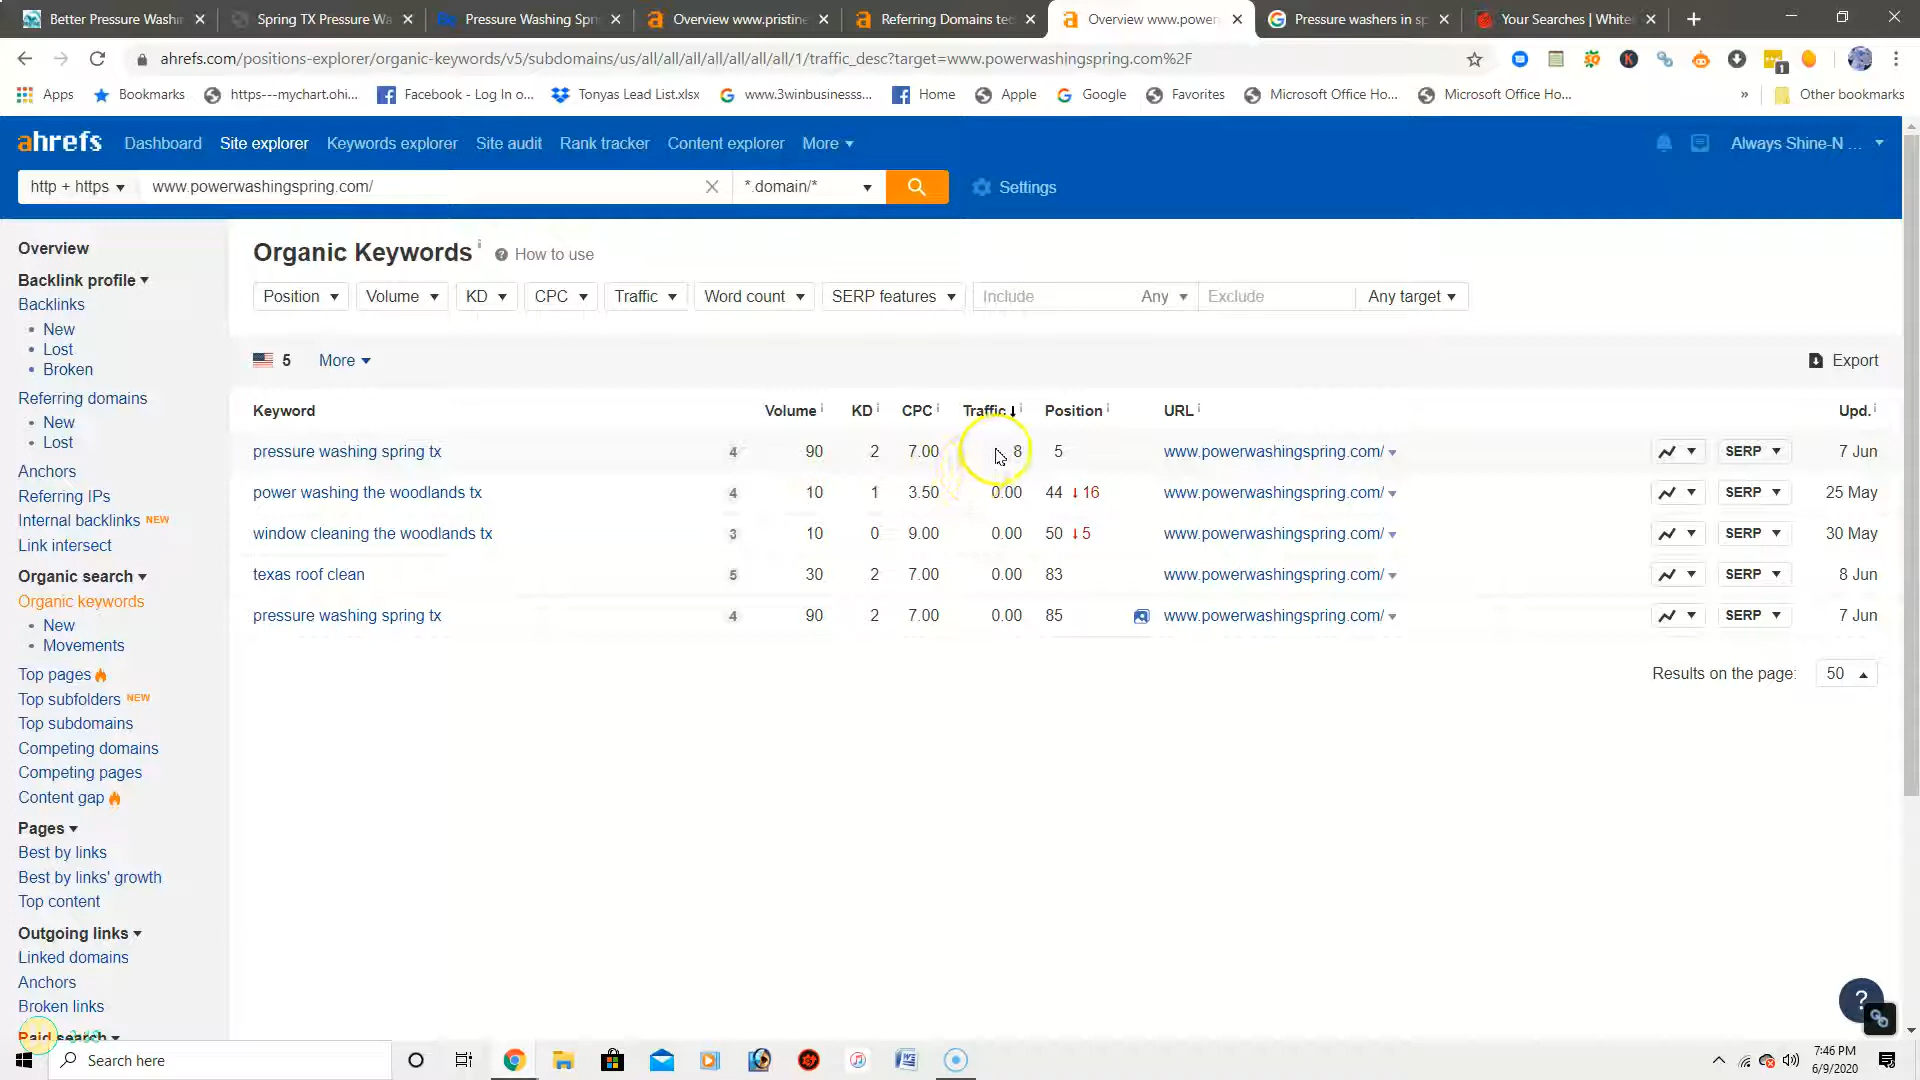 Better Pressure Washi
Spring TX Pressure Wa
Pressure Washing Spri
Overview www.pristine
Referring Domains tec
Overview www.power
Pressure washers in sp
Your Searches | White
ahrefs.com/positions-explorer/organic-keywords/v5/subdomains/us/all/all/all/all/all/all/all/1/traffic_desc?target=www.powerwashingspring.com%2F
Apps
Bookmarks
https---mychart.ohi...
Facebook - Log In o...
Tonyas Lead List.xlsx
www.3winbusinesss...
Home
Apple
Google
Favorites
Microsoft Office Ho...
Microsoft Office Ho...
»
Other bookmarks
ahrefs
Dashboard
Site explorer
Keywords explorer
Site audit
Rank tracker
Content explorer
More
Always Shine-N ...
http + https
www.powerwashingspring.com/
*.domain/*
Settings
Overview
Backlink profile
Backlinks
New
Lost
Broken
Referring domains
New
Lost
Anchors
Referring IPs
Internal backlinks NEW
Link intersect
Organic search
Organic keywords
New
Movements
Top pages
Top subfolders NEW
Top subdomains
Competing domains
Competing pages
Content gap
Pages
Best by links
Best by links' growth
Top content
Outgoing links
Linked domains
Anchors
Broken links
Paid search
Organic Keywords i
? How to use
Position
Volume
KD
CPC
Traffic
Word count
SERP features
Include
Any
Exclude
Any target
5
More
Export
Keyword Volume KD CPC Traffic Position URL Upd.
pressure washing spring tx 4 90 2 7.00 8 5 www.powerwashingspring.com/ SERP 7 Jun
power washing the woodlands tx 4 10 1 3.50 0.00 44 ↓16 www.powerwashingspring.com/ SERP 25 May
window cleaning the woodlands tx 3 10 0 9.00 0.00 50 ↓5 www.powerwashingspring.com/ SERP 30 May
texas roof clean 5 30 2 7.00 0.00 83 www.powerwashingspring.com/ SERP 8 Jun
pressure washing spring tx 4 90 2 7.00 0.00 85 www.powerwashingspring.com/ SERP 7 Jun
Results on the page: 50
?
Search here
7:46 PM
6/9/2020